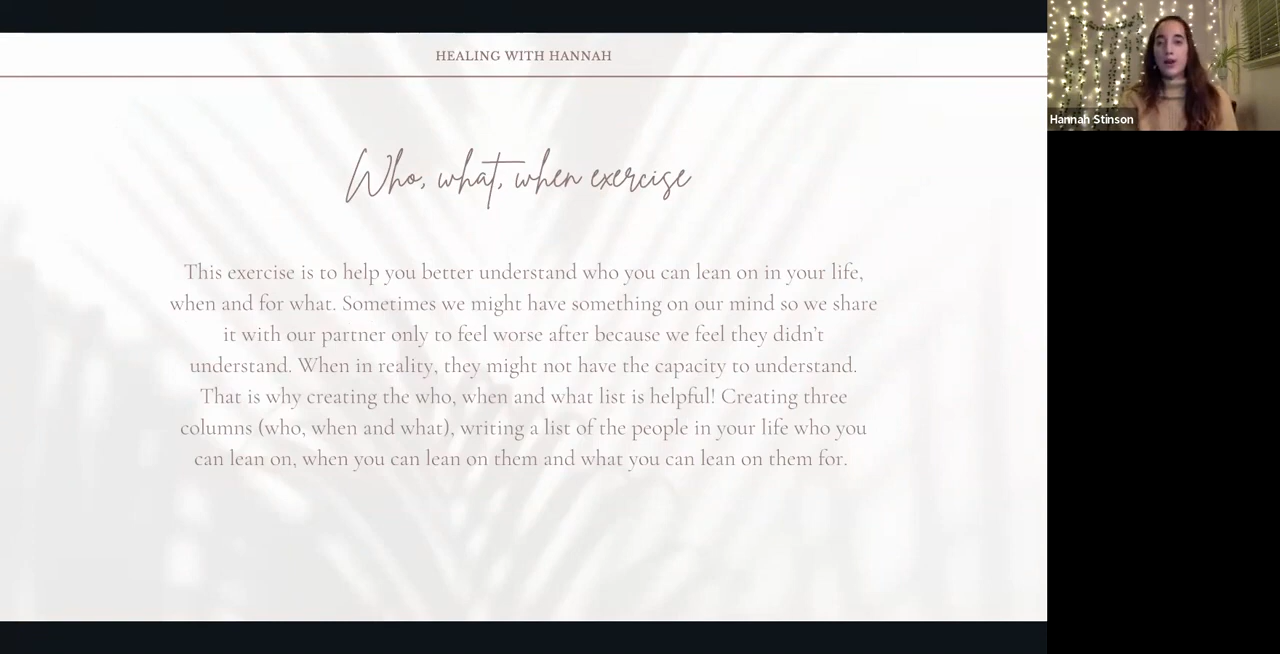 HEALING WITH HANNAH
Who, what, when exercise
This exercise is to help you better understand who you can lean on in your life,
when and for what. Sometimes we might have something on our mind so we share
it with our partner only to feel worse after because we feel they didn't
understand. When in reality, they might not have the capacity to understand.
That is why creating the who, when and what list is helpful! Creating three
columns (who, when and what), writing a list of the people in your life who you
can lean on, when you can lean on them and what you can lean on them for.
Hannah Stinson